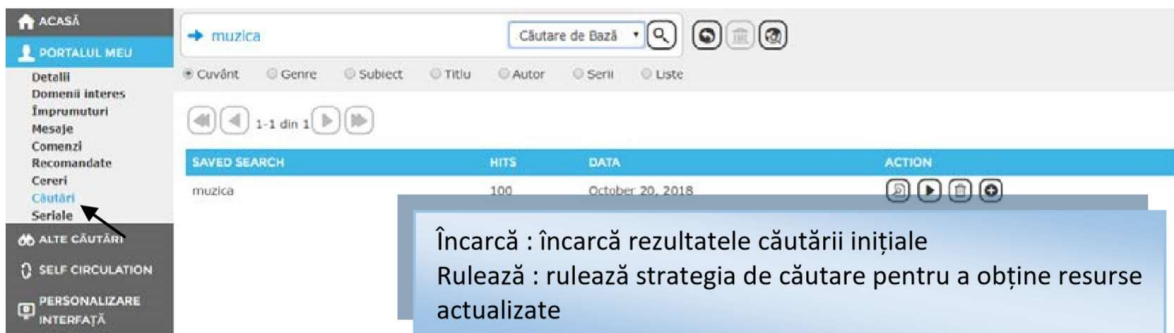 ACASĂ
PORTALUL MEU
Detalii
Domenii interes
Împrumuturi
Mesaje
Comenzi
Recomandate
Cereri
Căutări
Seriale
ALTE CĂUTĂRI
SELF CIRCULATION
PERSONALIZARE
INTERFAȚĂ
muzica
Căutare de Bază
Cuvânt Genre Subiect Titlu Autor Serii Liste
1-1 din 1
SAVED SEARCH HITS DATA ACTION
muzica 100 October 20, 2018
Încarcă : încarcă rezultatele căutării inițiale
Rulează : rulează strategia de căutare pentru a obține resurse
actualizate